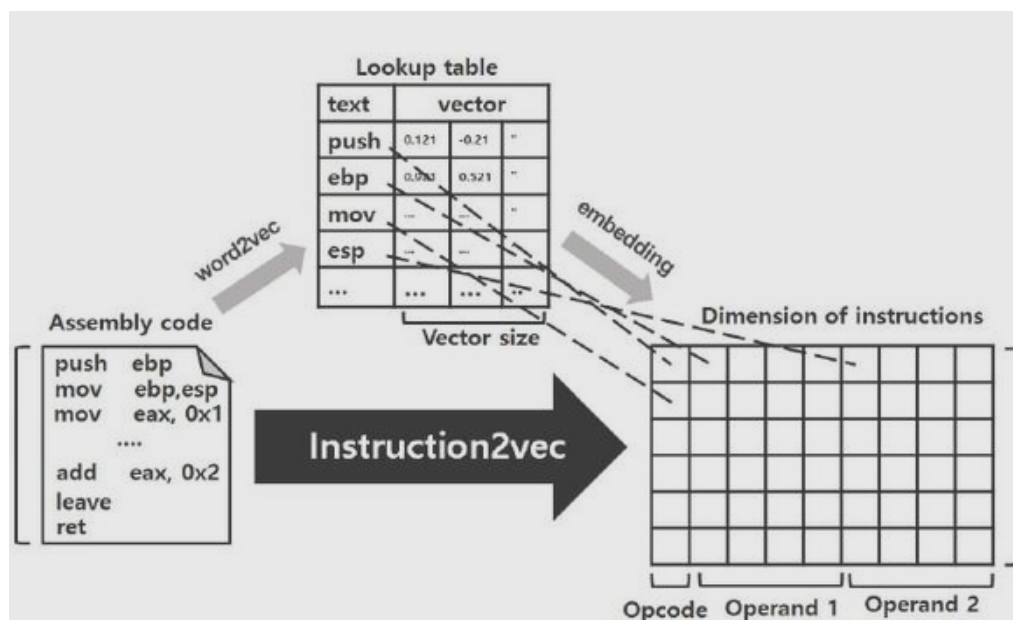 Lookup table
text vector
push 0.121 -0.21 "
ebp 0.521 "
mov ... ... "
esp ... ...
... ... ... ..
Vector size
word2vec
embedding
Assembly code
push ebp
mov ebp,esp
mov eax, 0x1
....
add eax, 0x2
leave
ret
Instruction2vec
Dimension of instructions
Opcode Operand 1 Operand 2